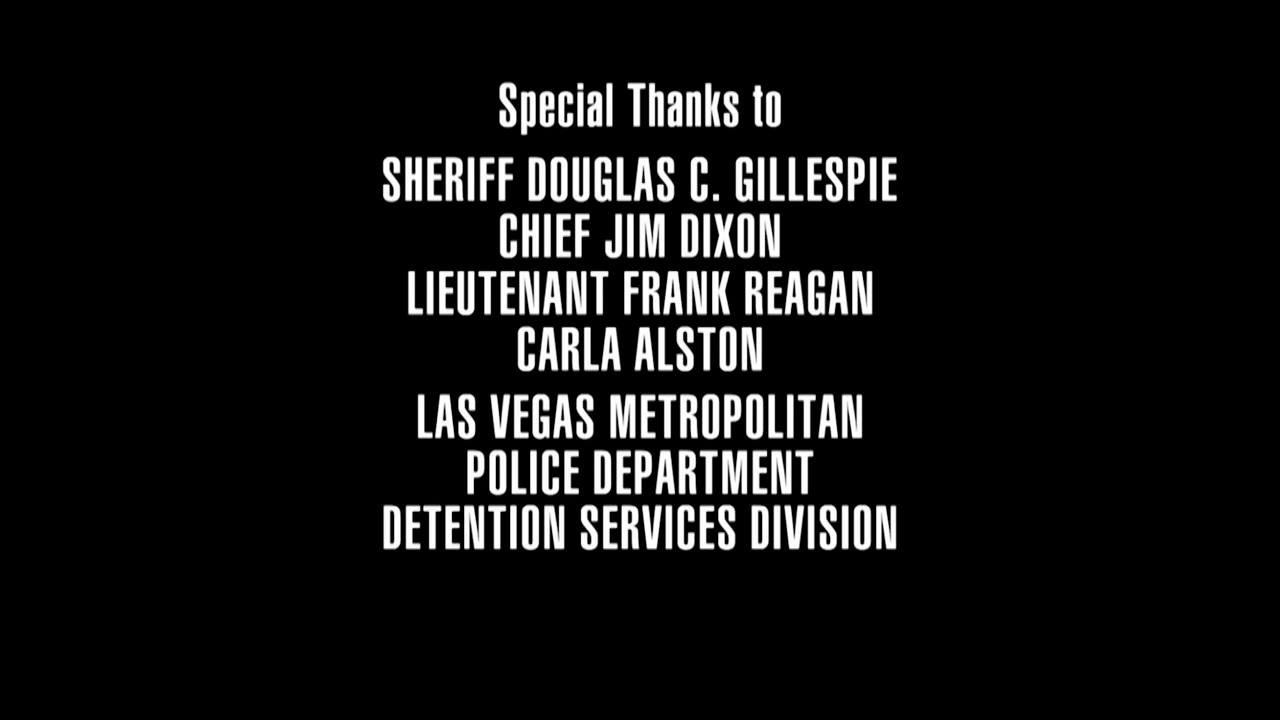 Special Thanks to
SHERIFF DOUGLAS C. GILLESPIE
CHIEF JIM DIXON
LIEUTENANT FRANK REAGAN
CARLA ALSTON
LAS VEGAS METROPOLITAN
POLICE DEPARTMENT
DETENTION SERVICES DIVISION